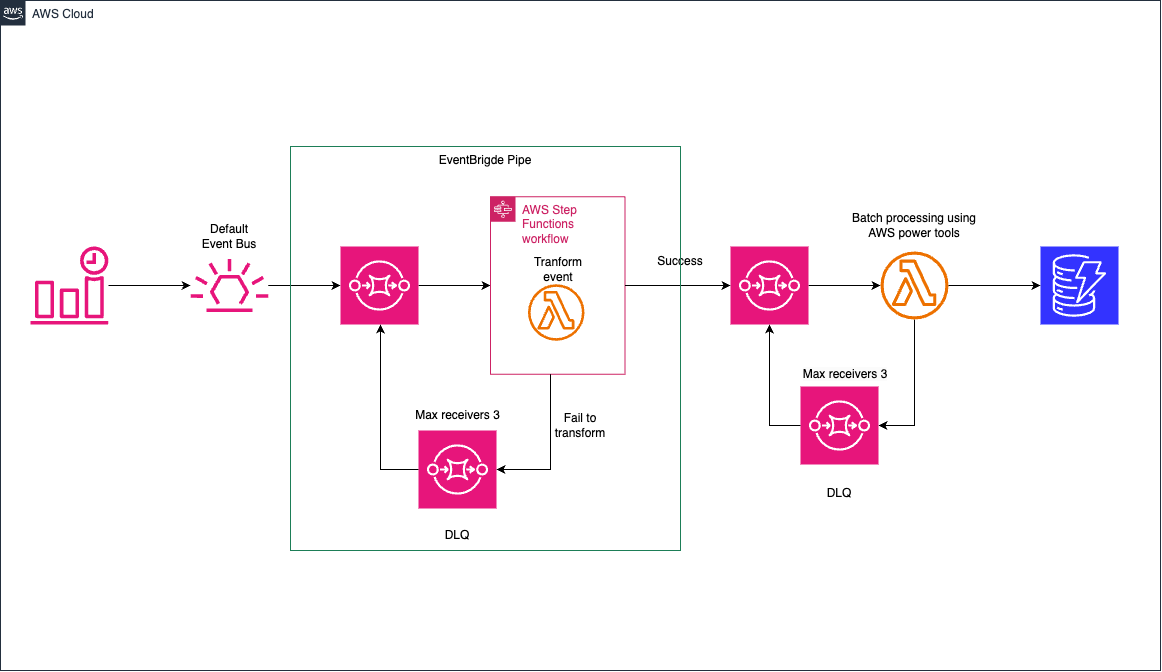 aws
AWS Cloud
EventBrigde Pipe
AWS Step
Functions
workflow
Tranform
event
Default
Event Bus
Success
Batch processing using
AWS power tools
Max receivers 3
Fail to
transform
DLQ
Max receivers 3
DLQ